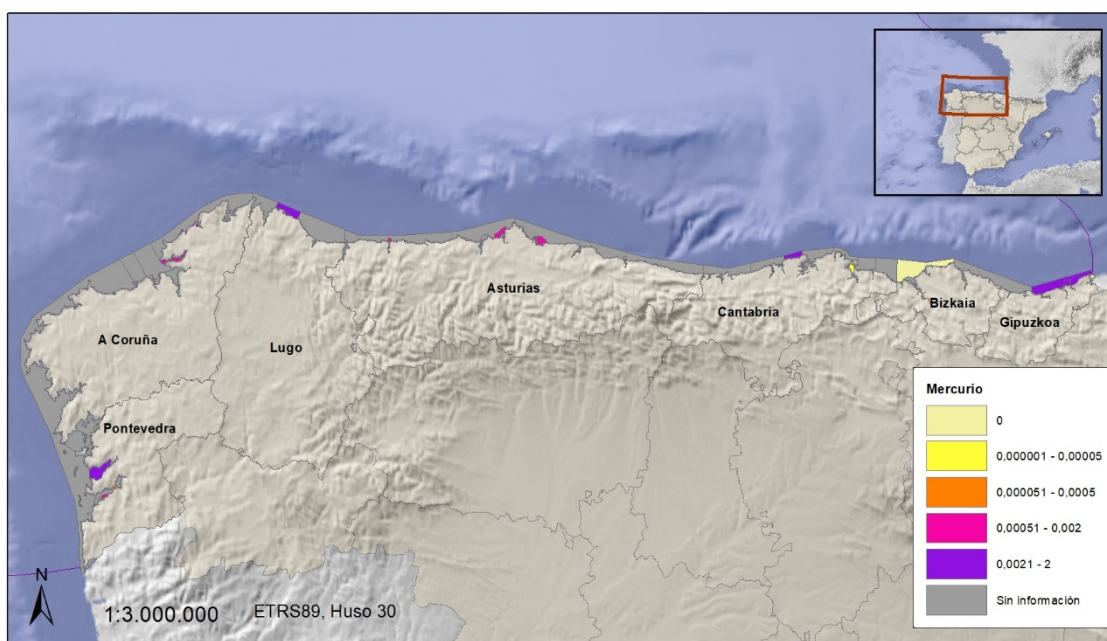 Asturias
Cantabria
Bizkaia
Gipuzkoa
A Coruña
Lugo
Pontevedra
Mercurio
0
0,000001 - 0,00005
0,000051 - 0,0005
0,00051 - 0,002
0,0021 - 2
Sin información
N
1:3.000.000
ETRS89, Huso 30